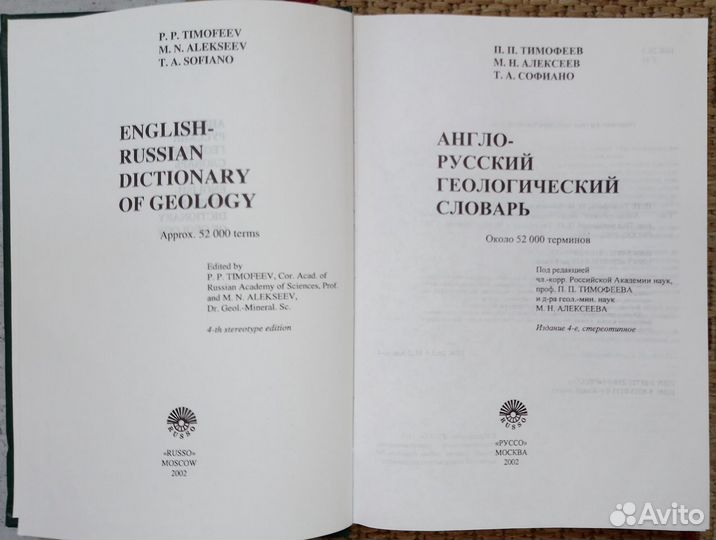 P. P. TIMOFEEV
M. N. ALEKSEEV
T. A. SOFIANO
ENGLISH-
RUSSIAN
DICTIONARY
OF GEOLOGY
Approx. 52 000 terms
Edited by
P. P. TIMOFEEV, Cor. Acad. of
Russian Academy of Sciences, Prof.
and M. N. ALEKSEEV,
Dr. Geol.-Mineral. Sc.
4-th stereotype edition
RUSSO
«RUSSO»
MOSCOW
2002
П. П. ТИМОФЕЕВ
М. Н. АЛЕКСЕЕВ
Т. А. СОФИАНО
АНГЛО-
РУССКИЙ
ГЕОЛОГИЧЕСКИЙ
СЛОВАРЬ
Около 52 000 терминов
Под редакцией
чл.-корр. Российской Академии наук,
проф. П. П. ТИМОФЕЕВА
и д-ра геол.-мин. наук
М. Н. АЛЕКСЕЕВА
Издание 4-е, стереотипное
RUSSO
«РУССО»
МОСКВА
2002
Avito